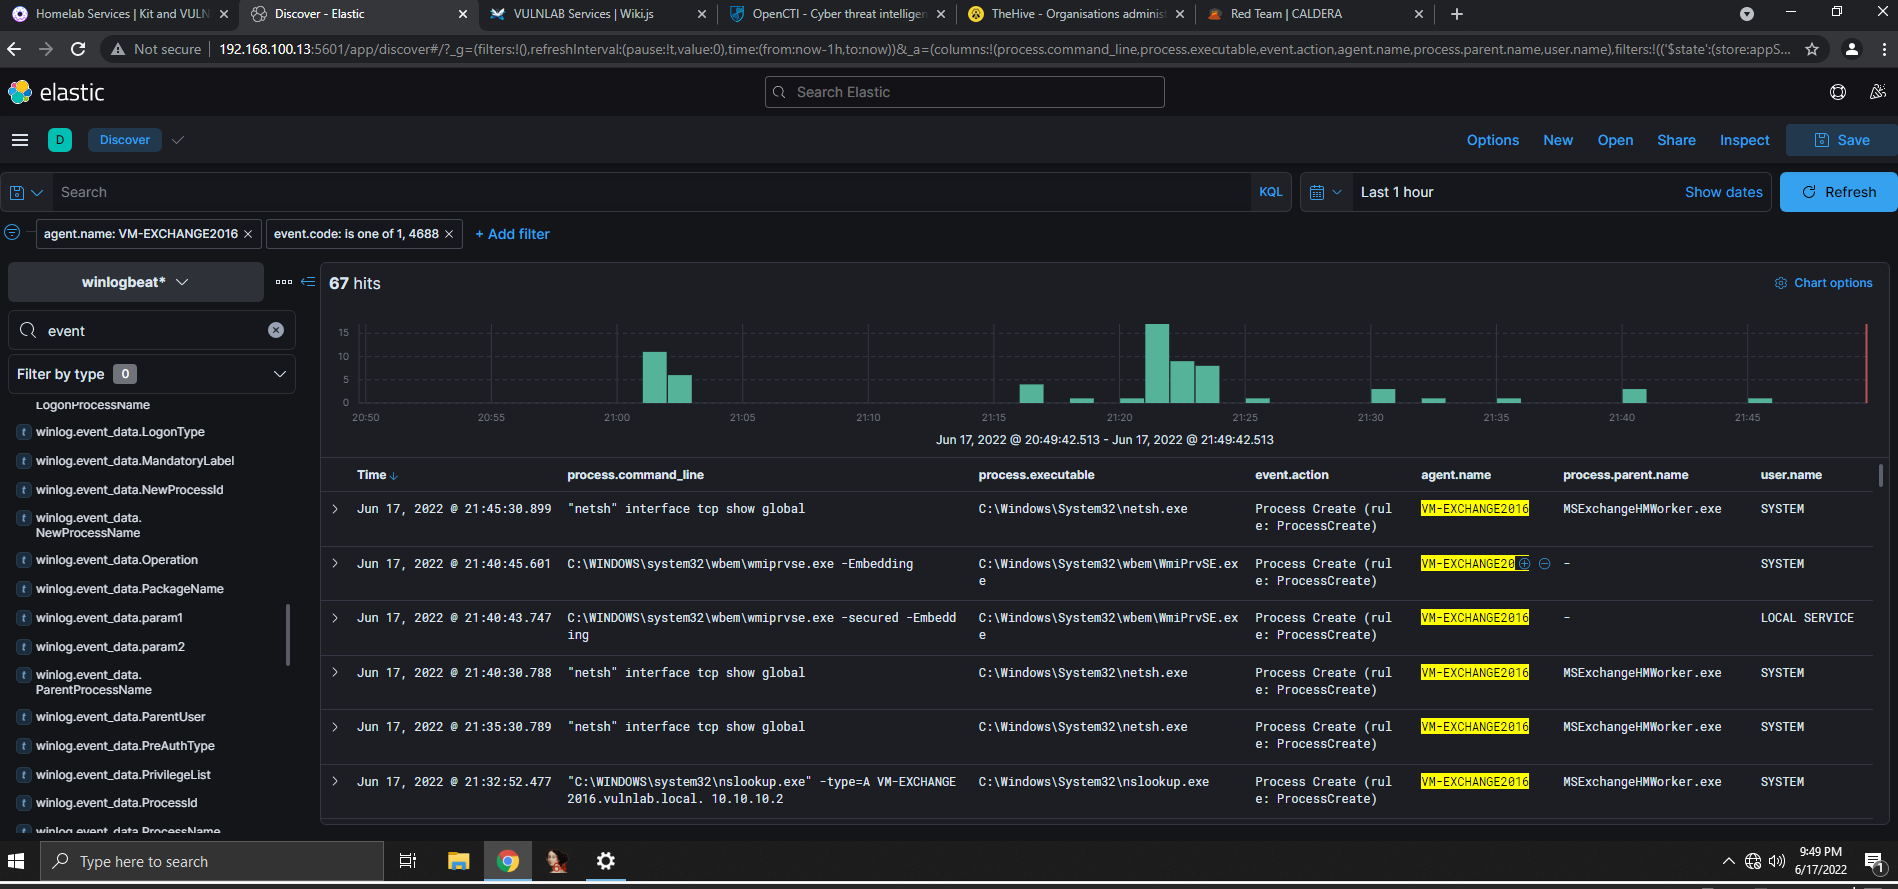 Homelab Services | Kit and VULN
Discover - Elastic
VULNLAB Services | Wiki.js
OpenCTI - Cyber threat intelligen
TheHive - Organisations administ
Red Team | CALDERA
Not secure
192.168.100.13:5601/app/discover#/?_g=(filters:!(),refreshInterval:(pause:!t,value:0),time:(from:now-1h,to:now))&_a=(columns:!(process.command_line,process.executable,event.action,agent.name,process.parent.name,user.name),filters:!(('$state':(store:appS...
elastic
Search Elastic
D
Discover
Options
New
Open
Share
Inspect
Save
Search
KQL
Last 1 hour
Show dates
Refresh
agent.name: VM-EXCHANGE2016
event.code: is one of 1, 4688
+ Add filter
winlogbeat*
event
Filter by type 0
LogonProcessName
t winlog.event_data.LogonType
t winlog.event_data.MandatoryLabel
t winlog.event_data.NewProcessId
t winlog.event_data.
NewProcessName
t winlog.event_data.Operation
t winlog.event_data.PackageName
t winlog.event_data.param1
t winlog.event_data.param2
t winlog.event_data.
ParentProcessName
t winlog.event_data.ParentUser
t winlog.event_data.PreAuthType
t winlog.event_data.PrivilegeList
t winlog.event_data.ProcessId
t winlog.event_data.ProcessName
67 hits
Chart options
15
10
5
0
20:50 20:55 21:00 21:05 21:10 21:15 21:20 21:25 21:30 21:35 21:40 21:45
Jun 17, 2022 @ 20:49:42.513 - Jun 17, 2022 @ 21:49:42.513
Time process.command_line process.executable event.action agent.name process.parent.name user.name
Jun 17, 2022 @ 21:45:30.899 "netsh" interface tcp show global C:\Windows\System32\netsh.exe Process Create (rul VM-EXCHANGE2016 MSExchangeHMWorker.exe SYSTEM
e: ProcessCreate)
Jun 17, 2022 @ 21:40:45.601 C:\WINDOWS\system32\wbem\wmiprvse.exe -Embedding C:\Windows\System32\wbem\WmiPrvSE.ex Process Create (rul VM-EXCHANGE20 - SYSTEM
e e: ProcessCreate)
Jun 17, 2022 @ 21:40:43.747 C:\WINDOWS\system32\wbem\wmiprvse.exe -secured -Embedd C:\Windows\System32\wbem\WmiPrvSE.ex Process Create (rul VM-EXCHANGE2016 - LOCAL SERVICE
ing e e: ProcessCreate)
Jun 17, 2022 @ 21:40:30.788 "netsh" interface tcp show global C:\Windows\System32\netsh.exe Process Create (rul VM-EXCHANGE2016 MSExchangeHMWorker.exe SYSTEM
e: ProcessCreate)
Jun 17, 2022 @ 21:35:30.789 "netsh" interface tcp show global C:\Windows\System32\netsh.exe Process Create (rul VM-EXCHANGE2016 MSExchangeHMWorker.exe SYSTEM
e: ProcessCreate)
Jun 17, 2022 @ 21:32:52.477 "C:\WINDOWS\system32\nslookup.exe" -type=A VM-EXCHANGE C:\Windows\System32\nslookup.exe Process Create (rul VM-EXCHANGE2016 MSExchangeHMWorker.exe SYSTEM
2016.vulnlab.local. 10.10.10.2 e: ProcessCreate)
Type here to search
9:49 PM
6/17/2022
1